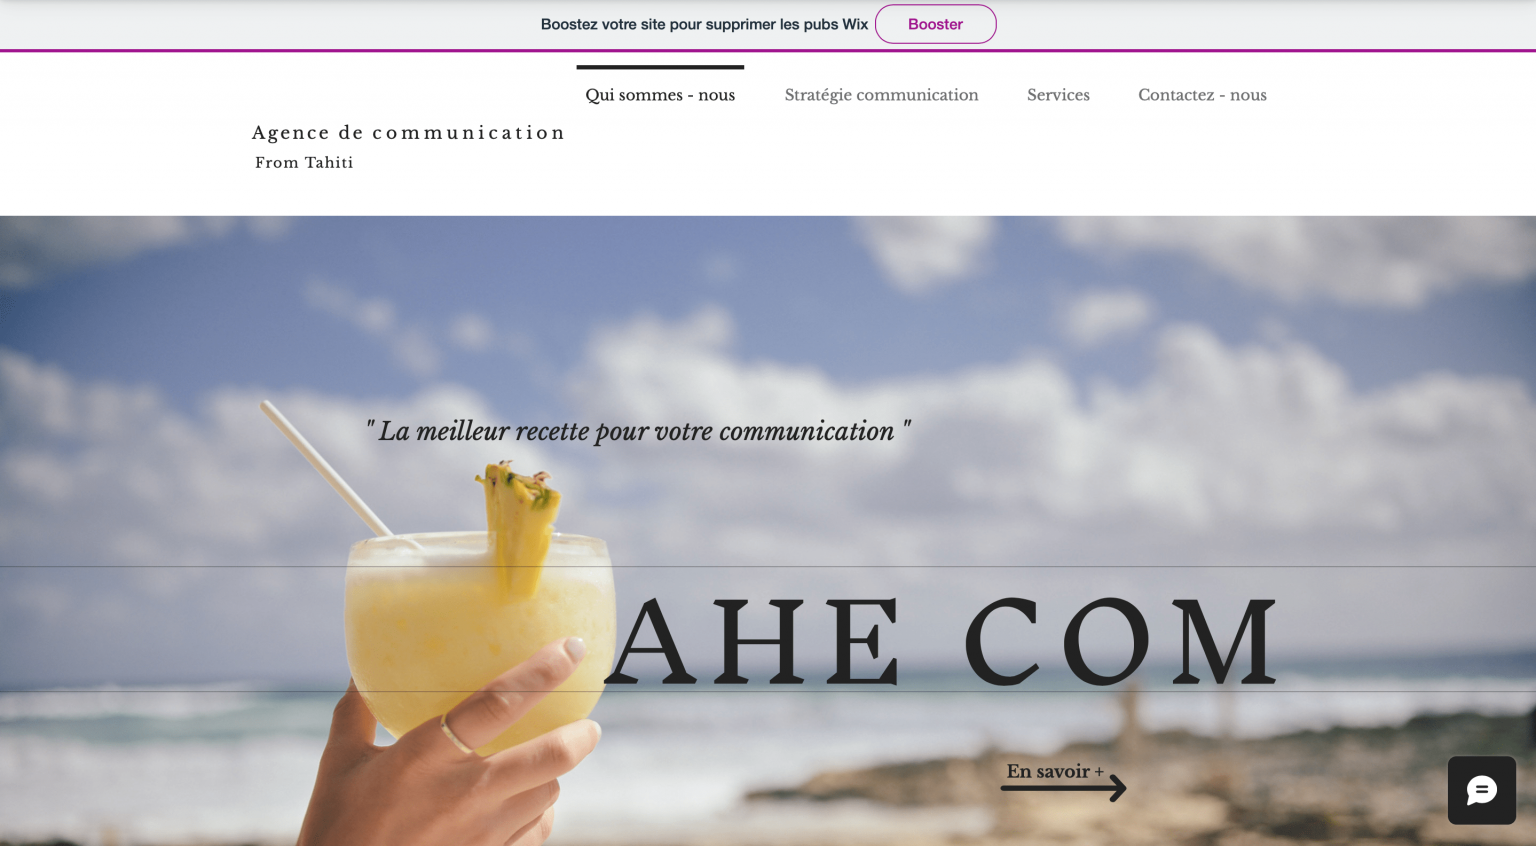 Boostez votre site pour supprimer les pubs Wix Booster
Qui sommes - nous Stratégie communication Services Contactez - nous
Agence de communication
From Tahiti
" La meilleur recette pour votre communication "
AHE COM
En savoir +